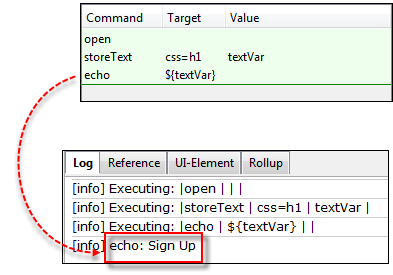 Command Target Value
open
storeText css=h1 textVar
echo ${textVar}
Log Reference UI-Element Rollup
[info] Executing: |open | | |
[info] Executing: |storeText | css=h1 | textVar |
[info] Executing: |echo | ${textVar} | |
[info] echo: Sign Up